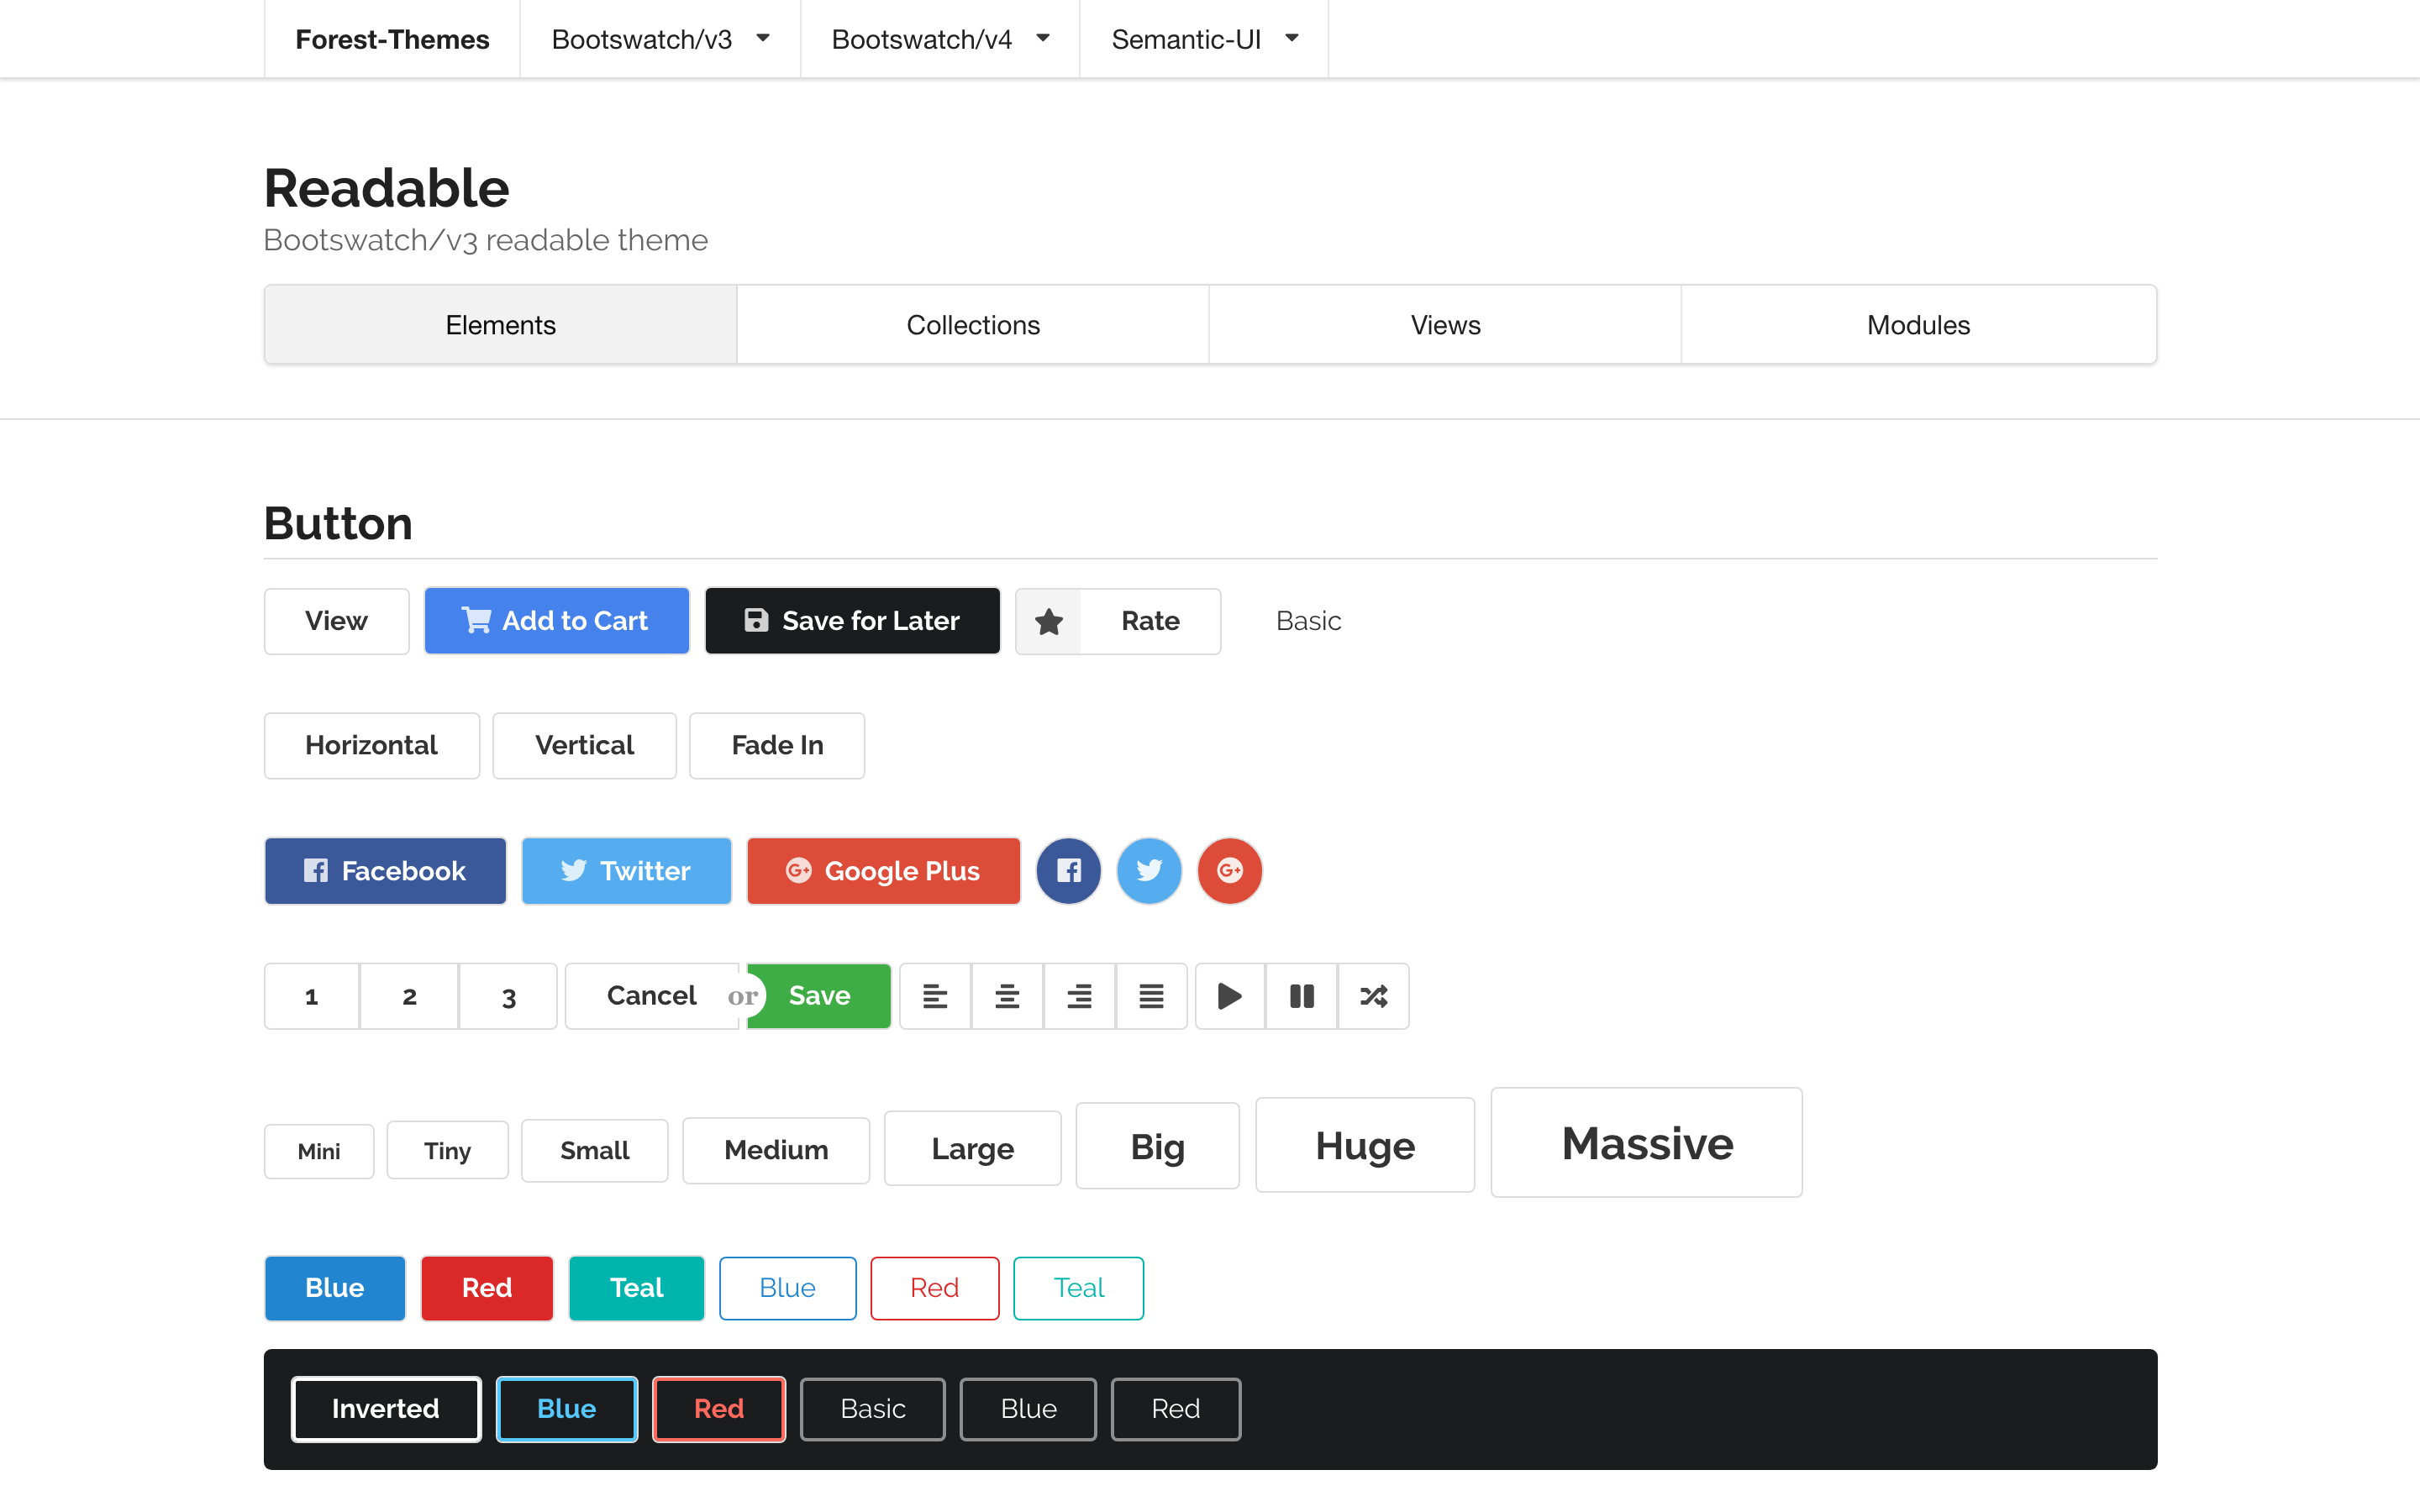 Forest-Themes Bootswatch/v3 Bootswatch/v4 Semantic-UI
Readable
Bootswatch/v3 readable theme
Elements Collections Views Modules
Button
View Add to Cart Save for Later Rate Basic
Horizontal Vertical Fade In
Facebook Twitter Google Plus
1 2 3 Cancel or Save
Mini Tiny Small Medium Large Big Huge Massive
Blue Red Teal Blue Red Teal
Inverted Blue Red Basic Blue Red